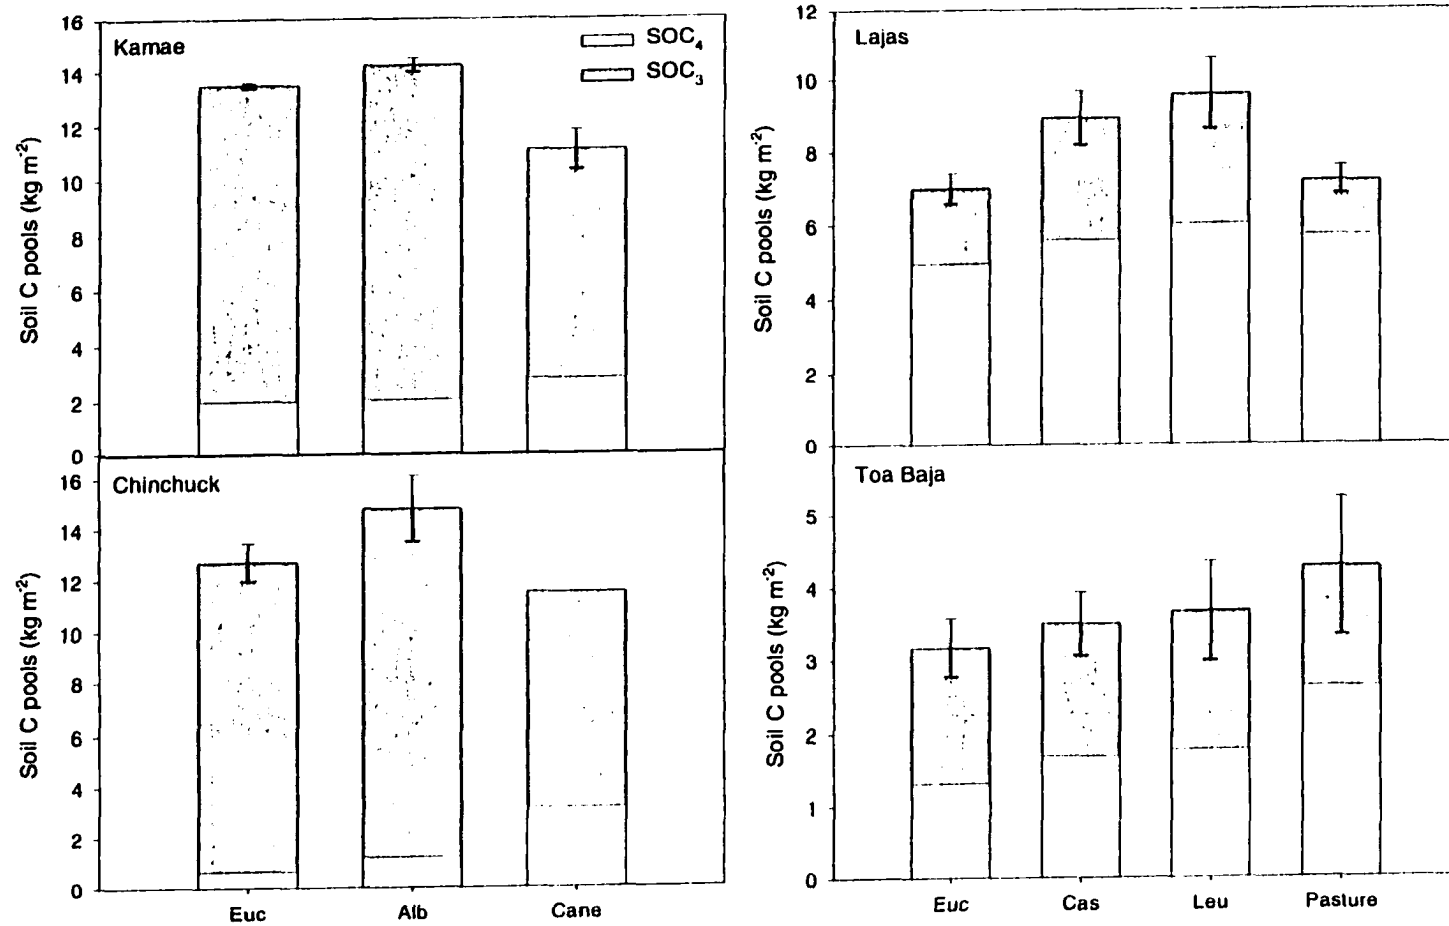 Kamae
SOC4
SOC3
Soil C pools (kg m-2)
16
14
12
10
8
6
4
2
0
Lajas
Soil C pools (kg m-2)
12
10
8
6
4
2
0
Chinchuck
Soil C pools (kg m-2)
16
14
12
10
8
6
4
2
0
Euc Alb Cane
Toa Baja
Soil C pools (kg m-2)
5
4
3
2
1
0
Euc Cas Leu Pasture